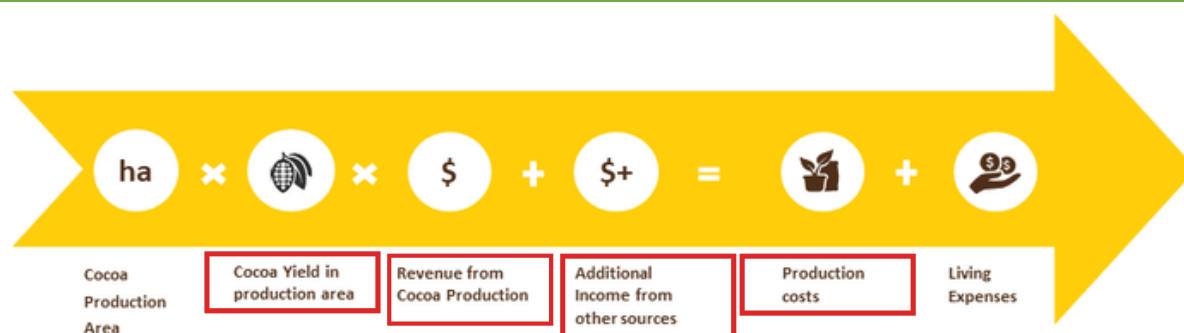 ha × × $ + $+ = +
Cocoa
Production
Area
Cocoa Yield in
production area
Revenue from
Cocoa Production
Additional
Income from
other sources
Production
costs
Living
Expenses